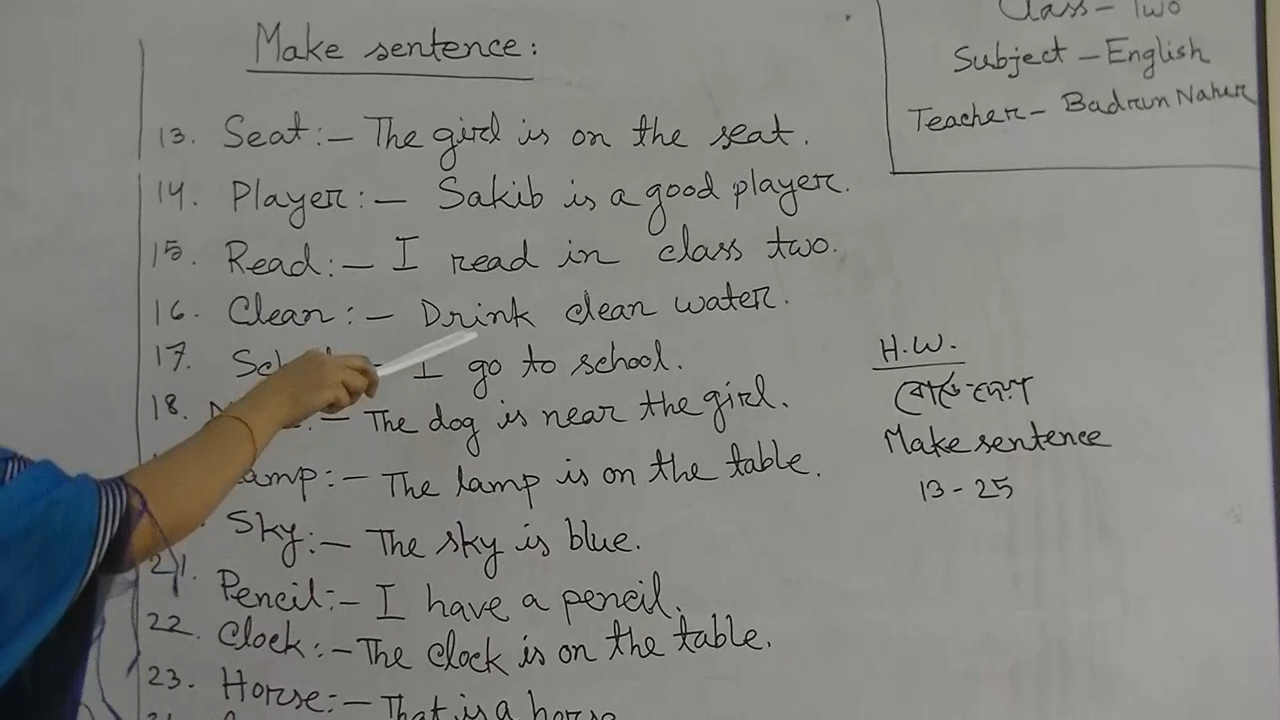 Make sentence:
13. Seat:- The girl is on the seat.
14. Player:- Sakib is a good player.
15. Read:- I read in class two.
16. Clean:- Drink clean water.
17. I go to school.
18. The dog is near the girl.
amp:- The lamp is on the table.
Sky:- The sky is blue.
21. Pencil:- I have a pencil.
22. Clock:- The clock is on the table.
23. Horse:- That is a horse
Class- Two
Subject - English
Teacher- Badrun Naher
H.W.
Make sentence
13-25